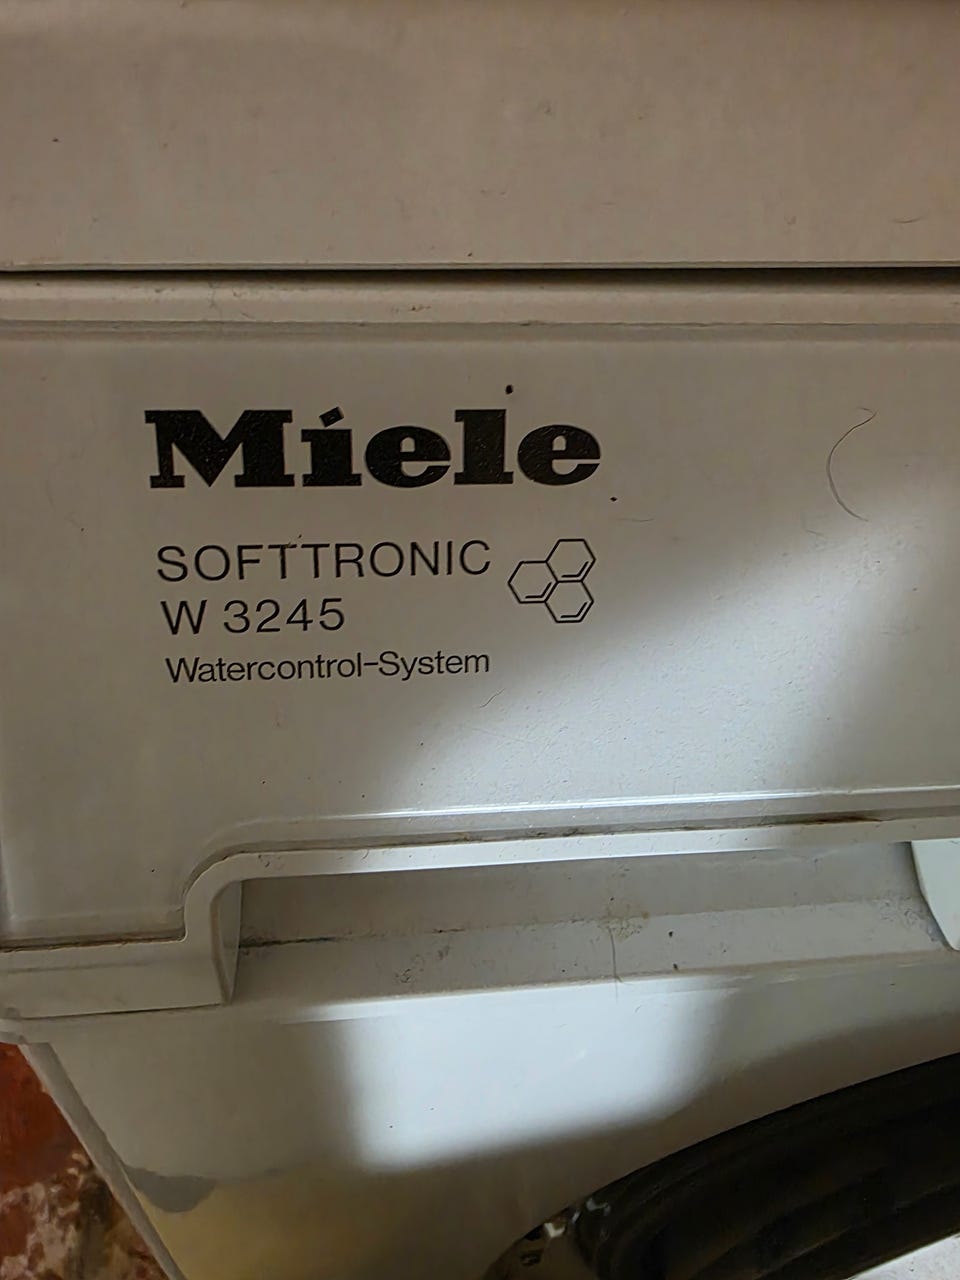 Miele
SOFTTRONIC
W 3245
Watercontrol-System